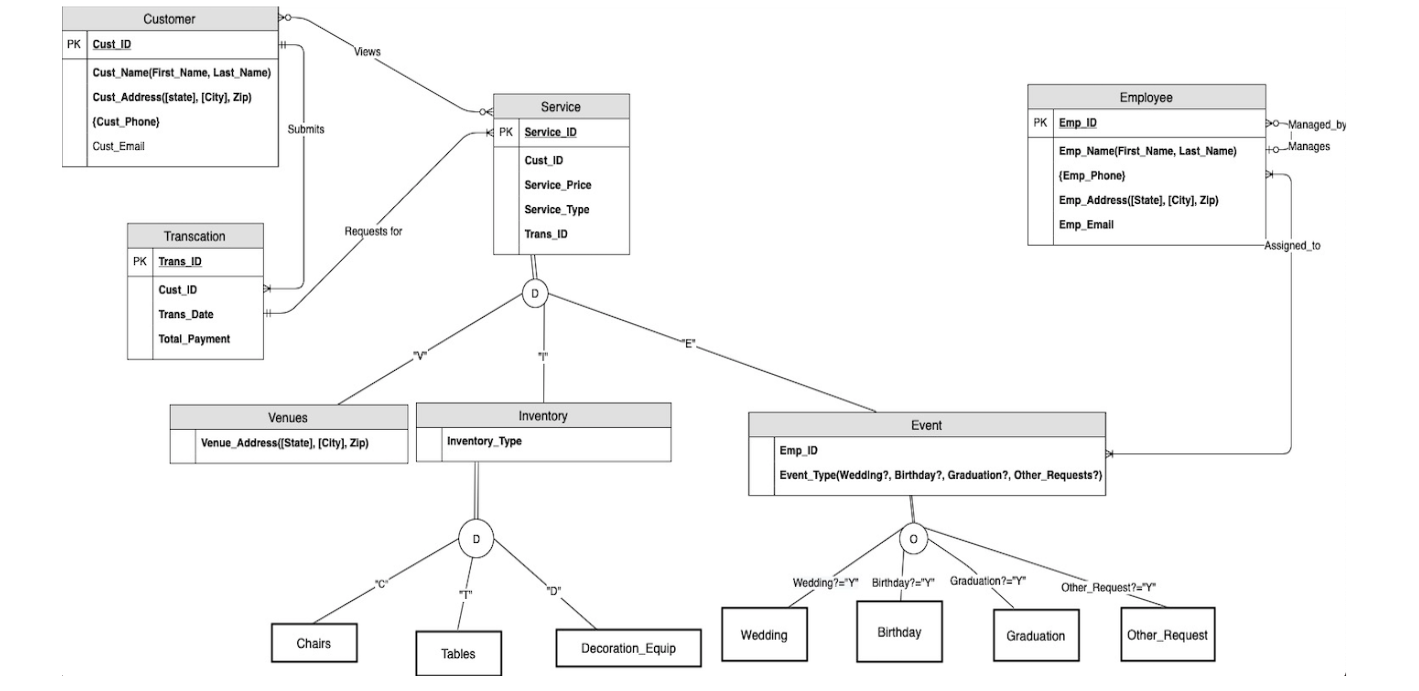 Customer
PK Cust_ID
Cust_Name(First_Name, Last_Name)
Cust_Address([state], [City], Zip)
{Cust_Phone}
Cust_Email
Views
Submits
Service
PK Service_ID
Cust_ID
Service_Price
Service_Type
Trans_ID
Employee
PK Emp_ID
Emp_Name(First_Name, Last_Name)
{Emp_Phone}
Emp_Address([State], [City], Zip)
Emp_Email
Managed_by
Manages
Assigned_to
Requests for
Transcation
PK Trans_ID
Cust_ID
Trans_Date
Total_Payment
D
"V"
"I"
"E"
Venues
Venue_Address([State], [City], Zip)
Inventory
Inventory_Type
Event
Emp_ID
Event_Type(Wedding?, Birthday?, Graduation?, Other_Requests?)
D
"C"
"T"
"D"
Chairs
Tables
Decoration_Equip
O
Wedding?="Y"
Birthday?="Y"
Graduation?="Y"
Other_Request?="Y"
Wedding
Birthday
Graduation
Other_Request